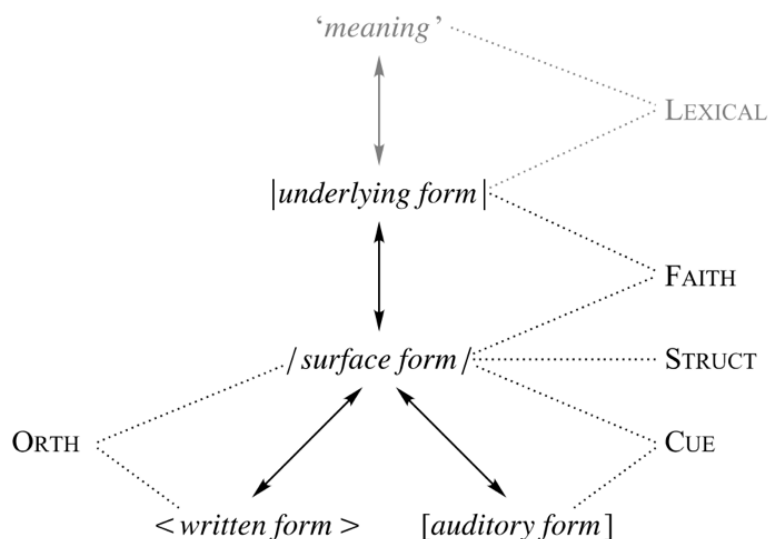 ‘meaning’
LEXICAL
|underlying form|
FAITH
/surface form/
STRUCT
ORTH
CUE
<written form>
[auditory form]